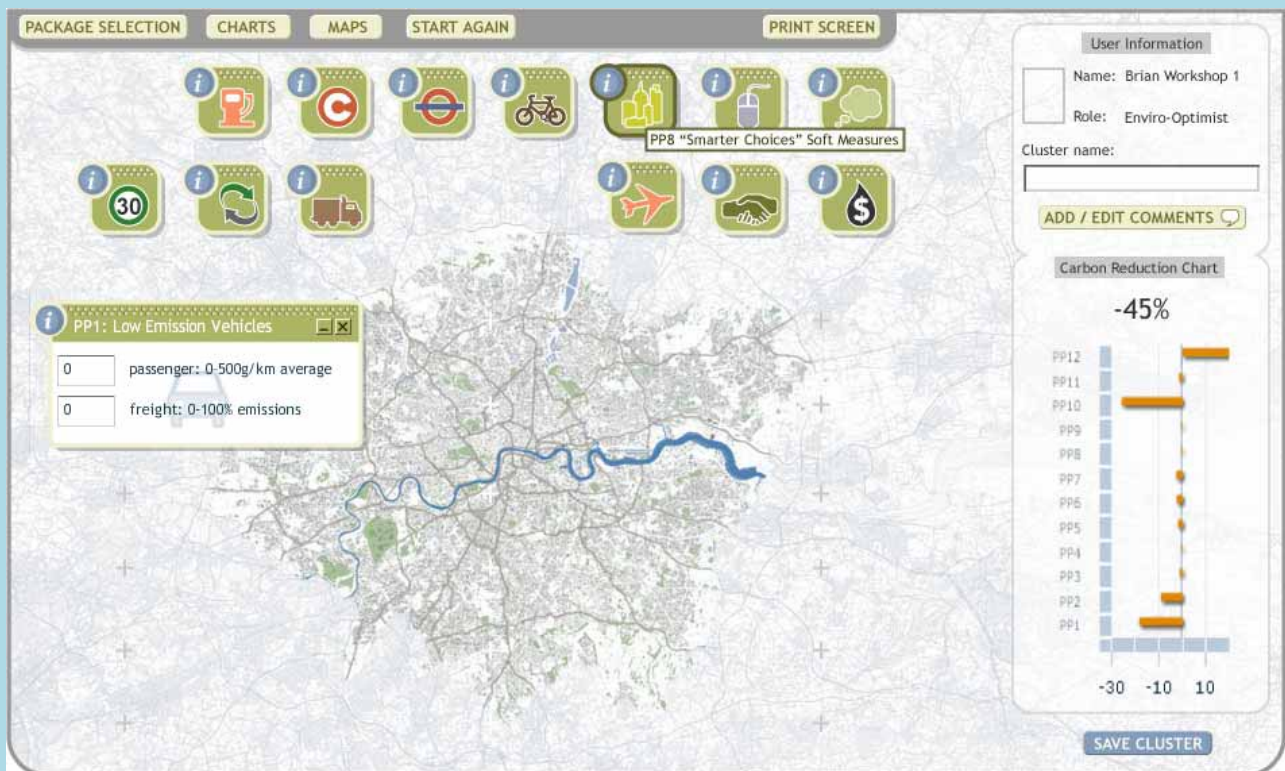 PACKAGE SELECTION
CHARTS
MAPS
START AGAIN
PRINT SCREEN
i
i
C
i
i
i
i
i
PP8 "Smarter Choices" Soft Measures
i
30
i
i
i
i
i
$
i
PP1: Low Emission Vehicles
0
passenger: 0-500g/km average
0
freight: 0-100% emissions
User Information
Name: Brian Workshop 1
Role: Enviro-Optimist
Cluster name:
ADD / EDIT COMMENTS
Carbon Reduction Chart
-45%
PP12
PP11
PP10
PP9
PP8
PP7
PP6
PP5
PP4
PP3
PP2
PP1
-30 -10 10
SAVE CLUSTER